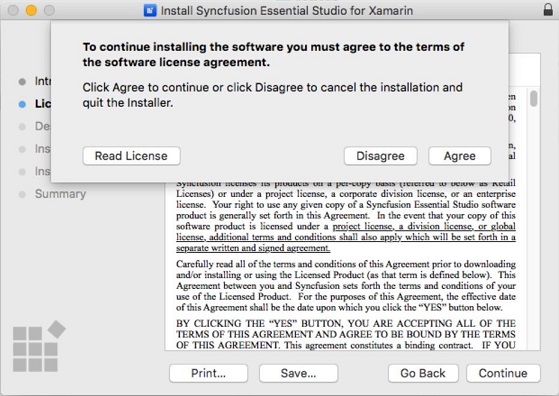 Install Syncfusion Essential Studio for Xamarin
To continue installing the software you must agree to the terms of
the software license agreement.
Click Agree to continue or click Disagree to cancel the installation and
quit the Installer.
Read License
Disagree
Agree
Summary
Syncfusion licenses its products on a per-copy basis (referred to below as Retail
Licenses) or under a project license, a corporate division license, or an enterprise
license. Your right to use any given copy of a Syncfusion Essential Studio software
product is generally set forth in this Agreement. In the event that your copy of this
software product is licensed under a project license, a division license, or global
license, additional terms and conditions shall also apply which will be set forth in a
separate written and signed agreement.
Carefully read all of the terms and conditions of this Agreement prior to downloading
and/or installing or using the Licensed Product (as that term is defined below). This
Agreement between you and Syncfusion sets forth the terms and conditions of your
use of the Licensed Product. For the purposes of this Agreement, the effective date
of this Agreement shall be the date upon which you click the “YES” button below.
BY CLICKING THE “YES” BUTTON, YOU ARE ACCEPTING ALL OF THE
TERMS OF THIS AGREEMENT AND AGREE TO BE BOUND BY THE TERMS
OF THIS AGREEMENT. This agreement constitutes a binding contract. IF YOU
Print...
Save...
Go Back
Continue